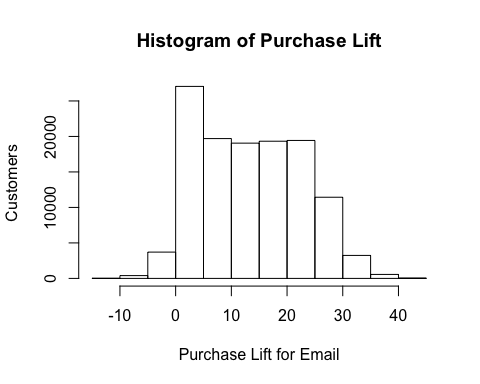 Histogram of Purchase Lift
Customers
20000
10000
0
-10 0 10 20 30 40
Purchase Lift for Email